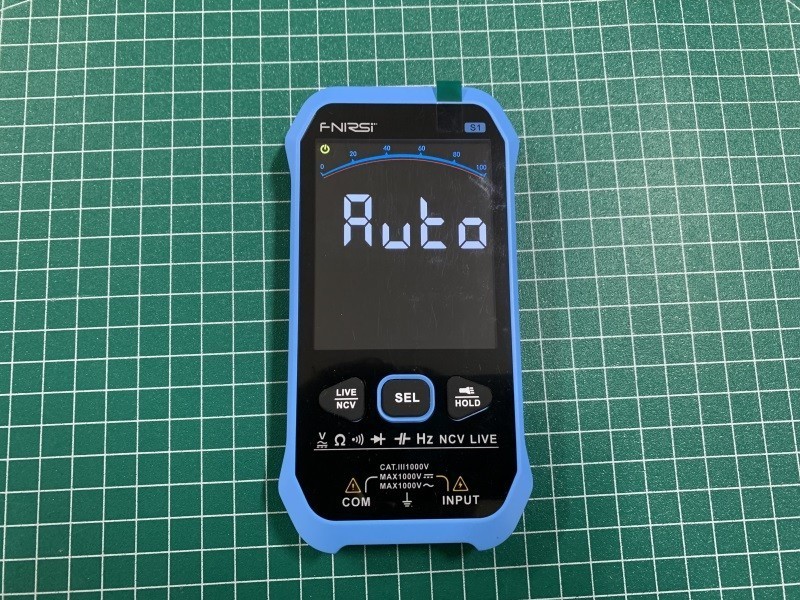 FNIRSI
S1
0 20 40 60 80 100
Auto
LIVE
NCV
SEL
HOLD
V Ω Hz NCV LIVE
CAT.III1000V
MAX1000V
MAX1000V
COM INPUT